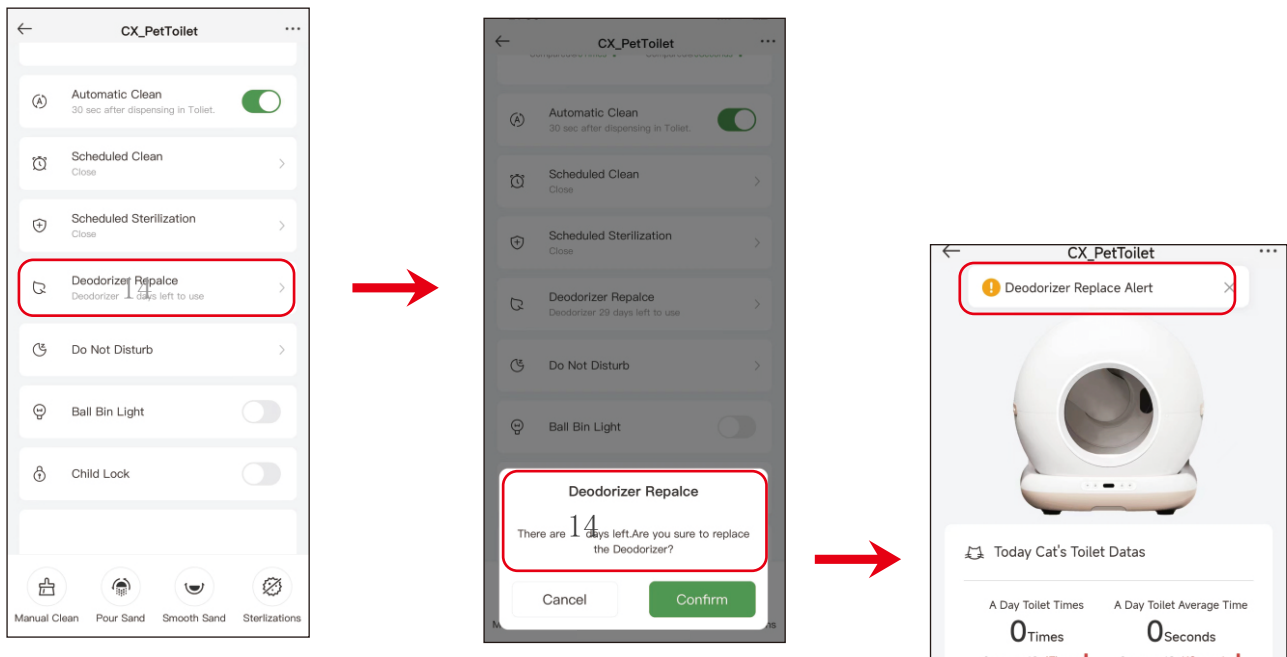 CX_PetToilet
Automatic Clean
30 sec after dispensing in Toliet.
Scheduled Clean
Close
Scheduled Sterilization
Close
Deodorizer Repalce
Deodorizer 14 days left to use
Do Not Disturb
Ball Bin Light
Child Lock
Manual Clean
Pour Sand
Smooth Sand
Sterlizations
CX_PetToilet
Automatic Clean
30 sec after dispensing in Toliet.
Scheduled Clean
Close
Scheduled Sterilization
Close
Deodorizer Repalce
Deodorizer 29 days left to use
Do Not Disturb
Ball Bin Light
Deodorizer Repalce
There are 14 days left.Are you sure to replace
the Deodorizer?
Cancel
Confirm
CX_PetToilet
Deodorizer Replace Alert
Today Cat's Toilet Datas
A Day Toilet Times
A Day Toilet Average Time
0Times
0Seconds